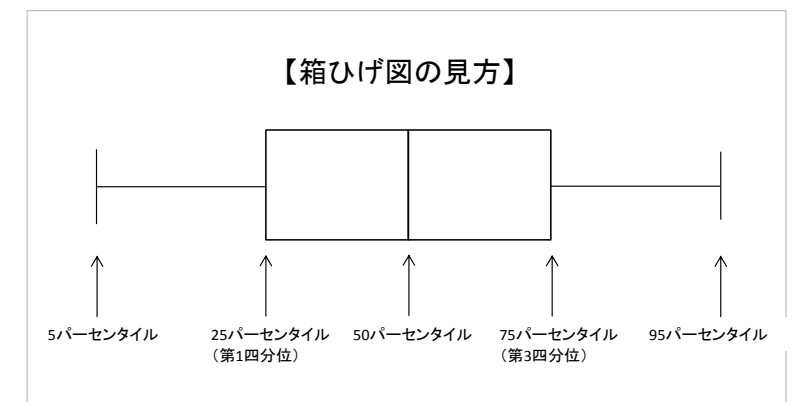 【箱ひげ図の見方】
5パーセンタイル
25パーセンタイル
（第1四分位）
50パーセンタイル
75パーセンタイル
（第3四分位）
95パーセンタイル